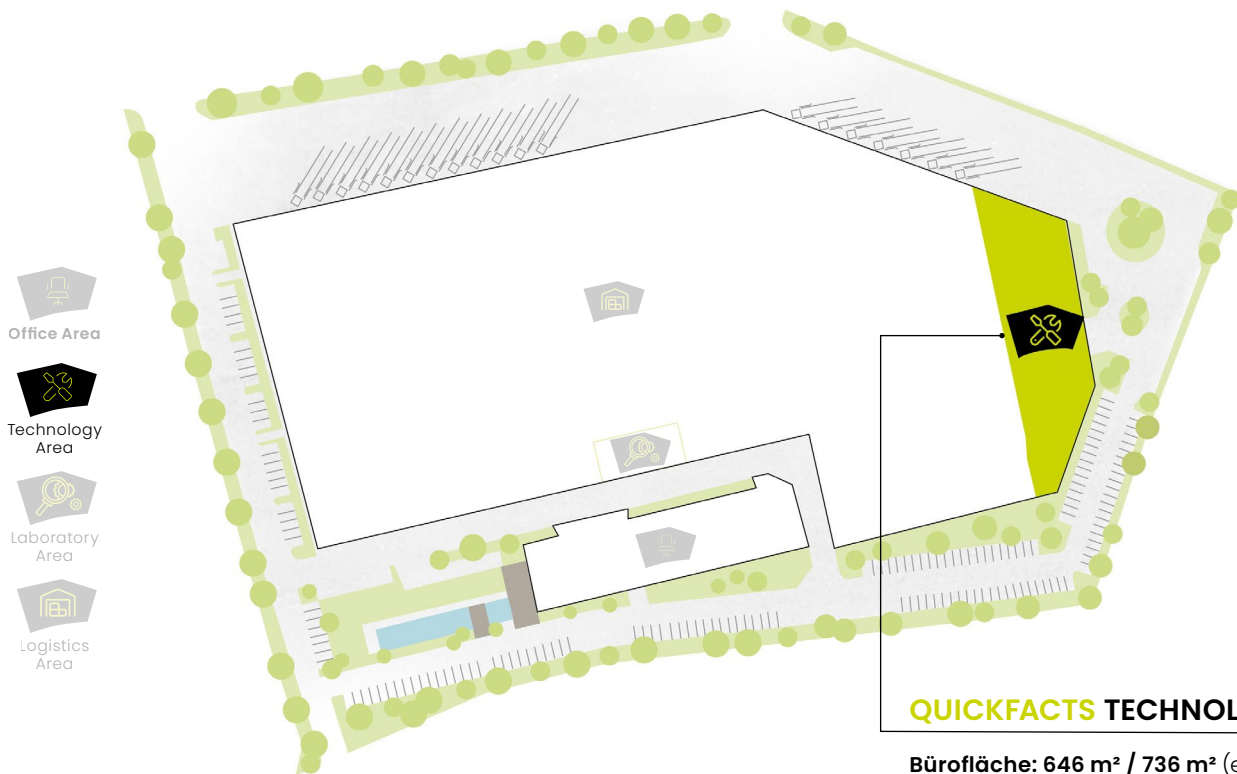 Office Area
Technology
Area
Laboratory
Area
Logistics
Area
QUICKFACTS TECHNOL
Bürofläche: 646 m² / 736 m² (e